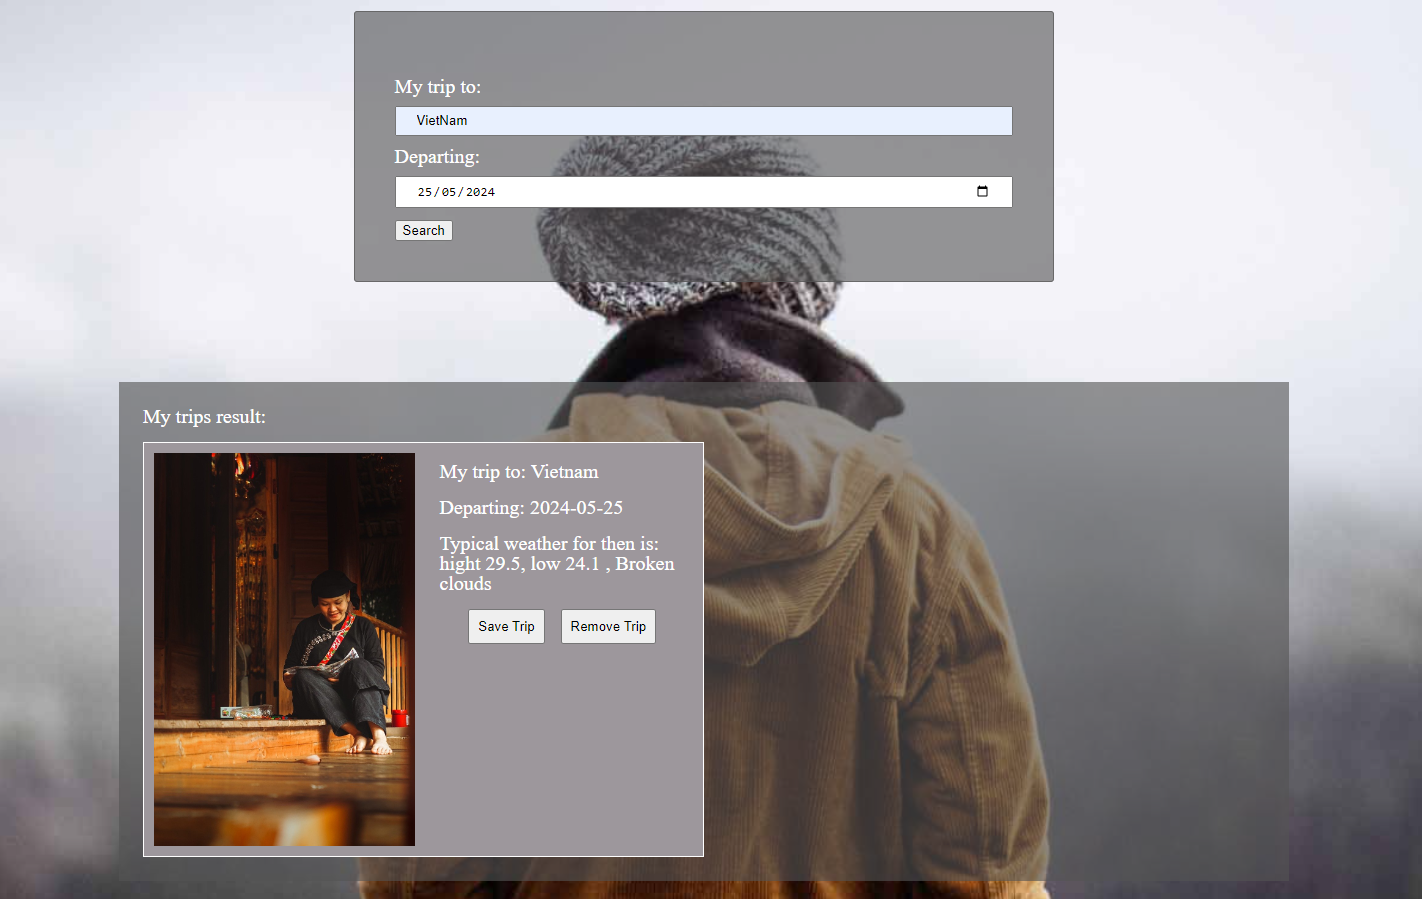 My trip to:
VietNam
Departing:
25/05/2024
Search
My trips result:
My trip to: Vietnam
Departing: 2024-05-25
Typical weather for then is:
hight 29.5, low 24.1 , Broken
clouds
Save Trip
Remove Trip